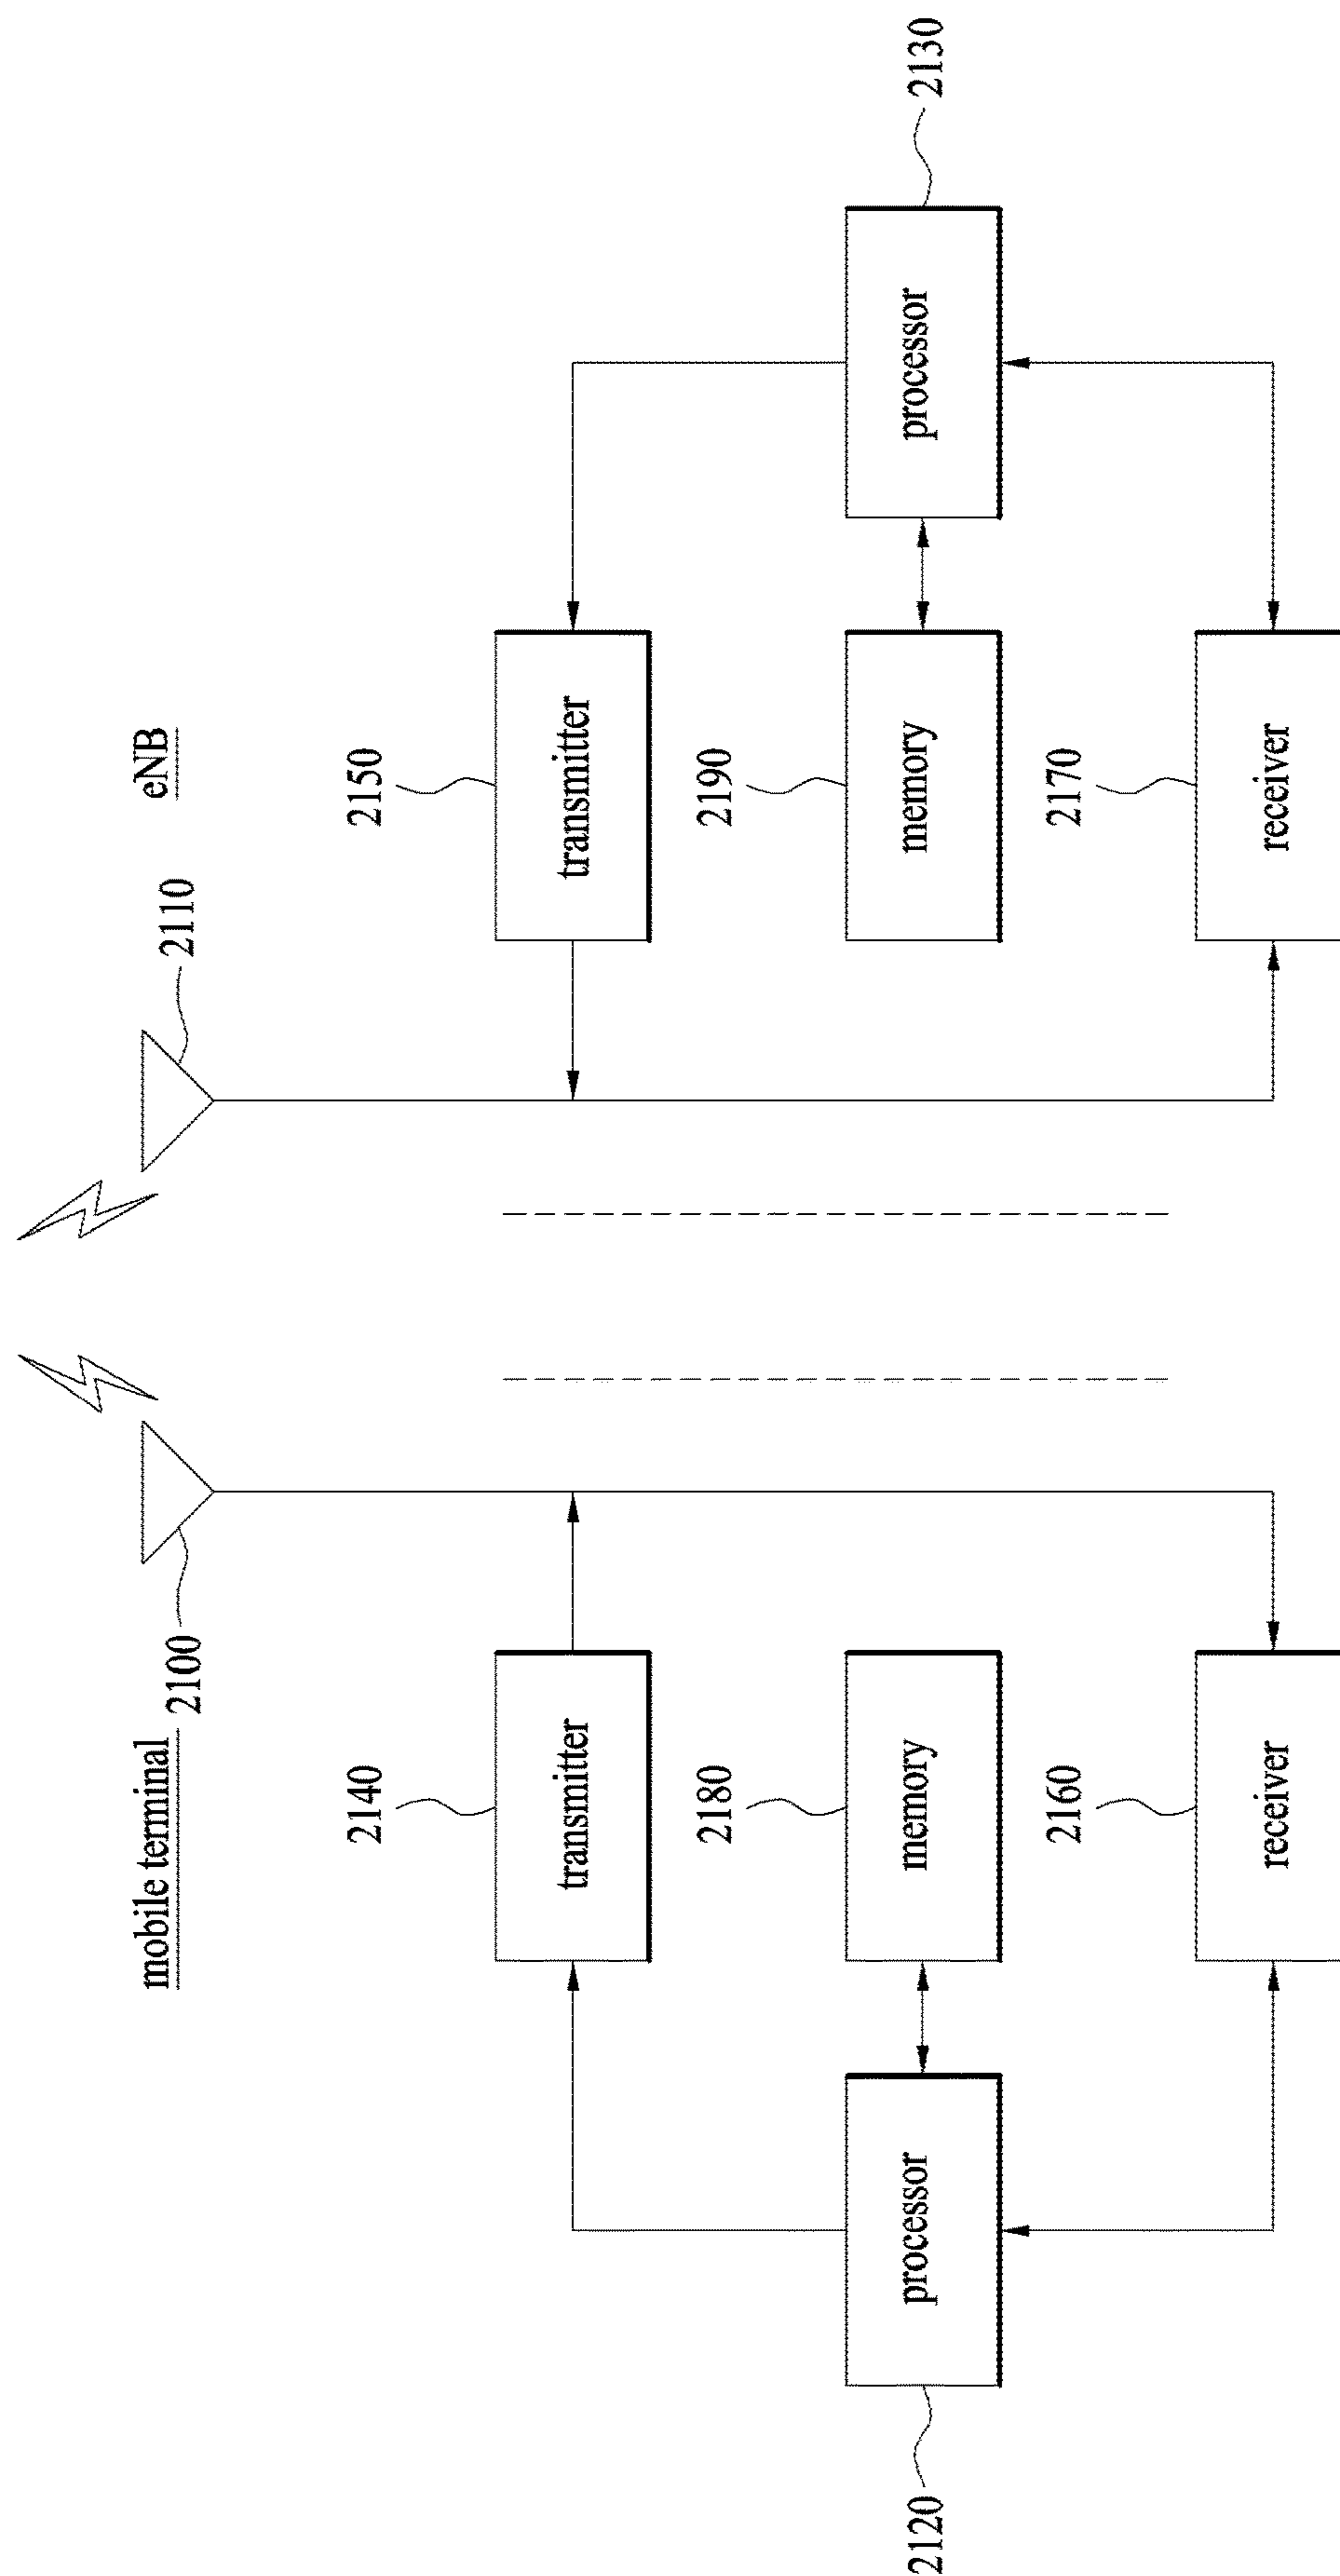 mobile terminal
eNB
2100
2110
2140
transmitter
2150
transmitter
2120
processor
2180
memory
2190
memory
processor
2130
2160
receiver
2170
receiver